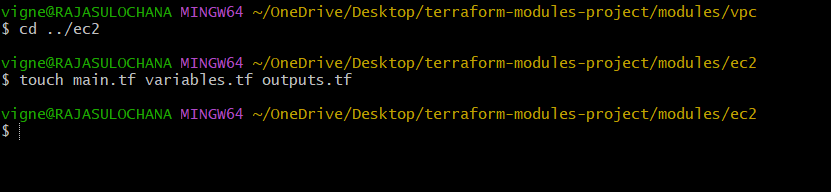 vigne@RAJASULOCHANA MINGW64 ~/OneDrive/Desktop/terraform-modules-project/modules/vpc
$ cd ../ec2
vigne@RAJASULOCHANA MINGW64 ~/OneDrive/Desktop/terraform-modules-project/modules/ec2
$ touch main.tf variables.tf outputs.tf
vigne@RAJASULOCHANA MINGW64 ~/OneDrive/Desktop/terraform-modules-project/modules/ec2
$